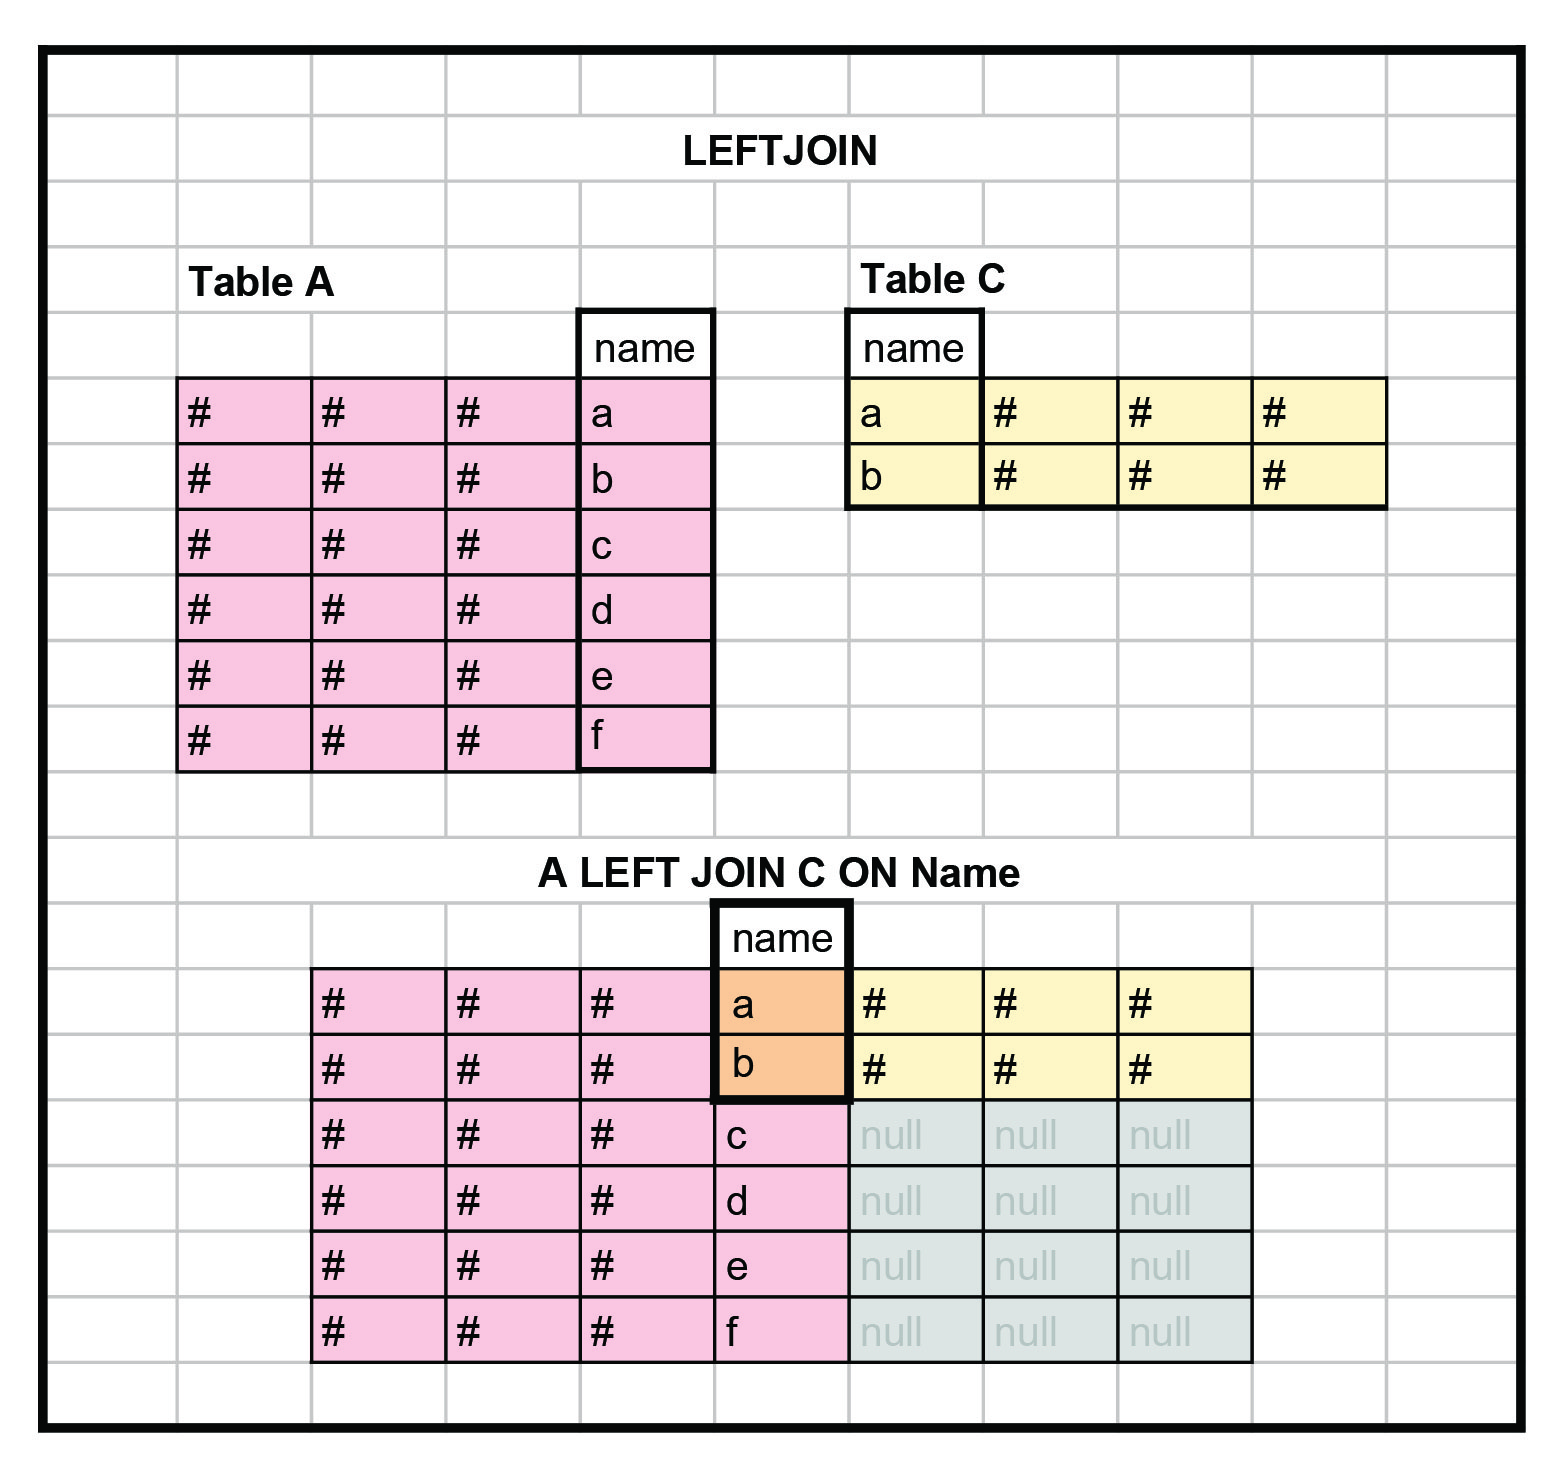 LEFTJOIN
Table A
name
# # # a
# # # b
# # # c
# # # d
# # # e
# # # f
Table C
name
a # # #
b # # #
A LEFT JOIN C ON Name
name
# # # a # # #
# # # b # # #
# # # c null null null
# # # d null null null
# # # e null null null
# # # f null null null